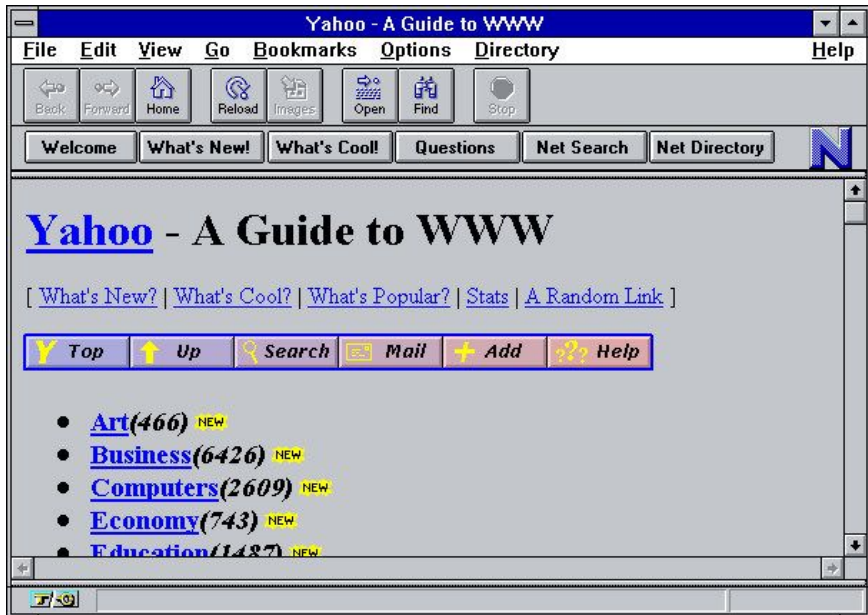 Yahoo - A Guide to WWW
File Edit View Go Bookmarks Options Directory Help
Back Forward Home Reload Images Open Find Stop
Welcome What's New! What's Cool! Questions Net Search Net Directory N
Yahoo - A Guide to WWW
[ What's New? | What's Cool? | What's Popular? | Stats | A Random Link ]
Y Top Up Search Mail Add ??? Help
Art(466) NEW
Business(6426) NEW
Computers(2609) NEW
Economy(743) NEW
Education(1487) NEW